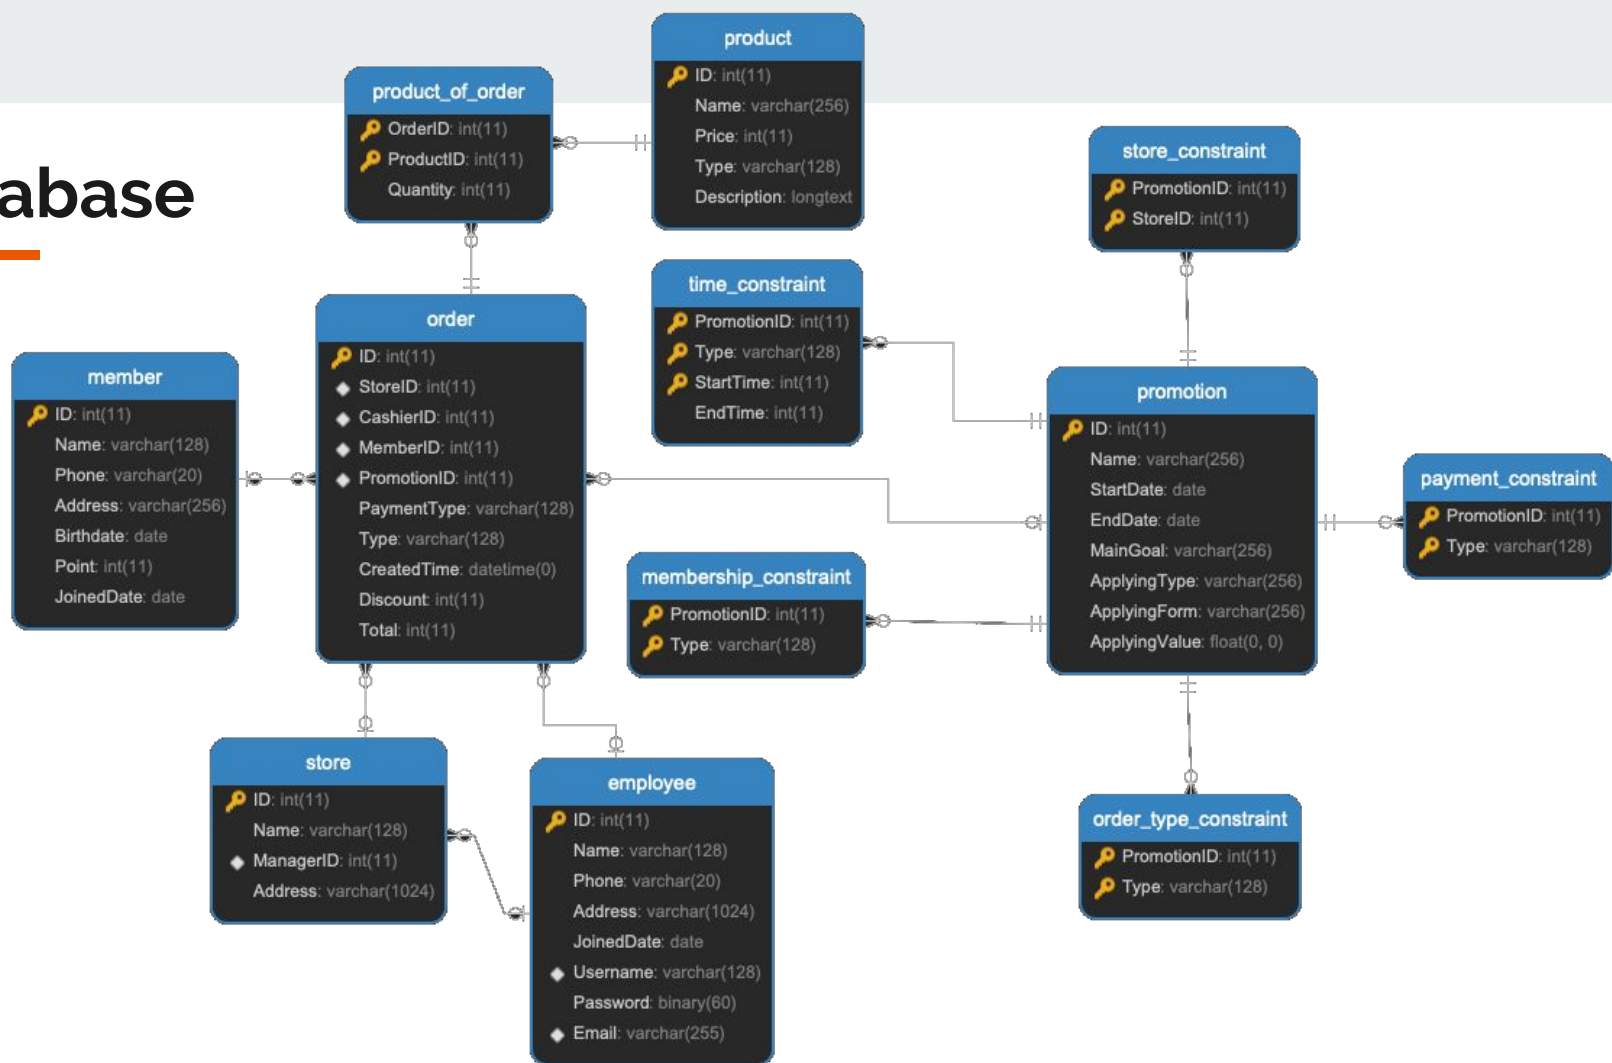 abase
product
ID: int(11)
Name: varchar(256)
Price: int(11)
Type: varchar(128)
Description: longtext
product_of_order
OrderID: int(11)
ProductID: int(11)
Quantity: int(11)
store_constraint
PromotionID: int(11)
StoreID: int(11)
time_constraint
PromotionID: int(11)
Type: varchar(128)
StartTime: int(11)
EndTime: int(11)
order
ID: int(11)
StoreID: int(11)
CashierID: int(11)
MemberID: int(11)
PromotionID: int(11)
PaymentType: varchar(128)
Type: varchar(128)
CreatedTime: datetime(0)
Discount: int(11)
Total: int(11)
member
ID: int(11)
Name: varchar(128)
Phone: varchar(20)
Address: varchar(256)
Birthdate: date
Point: int(11)
JoinedDate: date
promotion
ID: int(11)
Name: varchar(256)
StartDate: date
EndDate: date
MainGoal: varchar(256)
ApplyingType: varchar(256)
ApplyingForm: varchar(256)
ApplyingValue: float(0, 0)
payment_constraint
PromotionID: int(11)
Type: varchar(128)
membership_constraint
PromotionID: int(11)
Type: varchar(128)
store
ID: int(11)
Name: varchar(128)
ManagerID: int(11)
Address: varchar(1024)
employee
ID: int(11)
Name: varchar(128)
Phone: varchar(20)
Address: varchar(1024)
JoinedDate: date
Username: varchar(128)
Password: binary(60)
Email: varchar(255)
order_type_constraint
PromotionID: int(11)
Type: varchar(128)